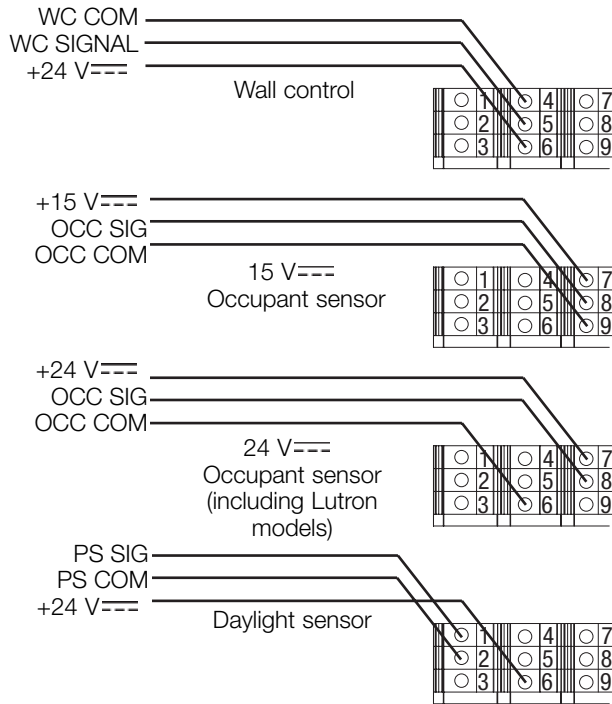 WC COM
WC SIGNAL
+24 V
Wall control
1 4 7
2 5 8
3 6 9
+15 V
OCC SIG
OCC COM
15 V
Occupant sensor
1 4 7
2 5 8
3 6 9
+24 V
OCC SIG
OCC COM
24 V
Occupant sensor
(including Lutron
models)
1 4 7
2 5 8
3 6 9
PS SIG
PS COM
+24 V
Daylight sensor
1 4 7
2 5 8
3 6 9